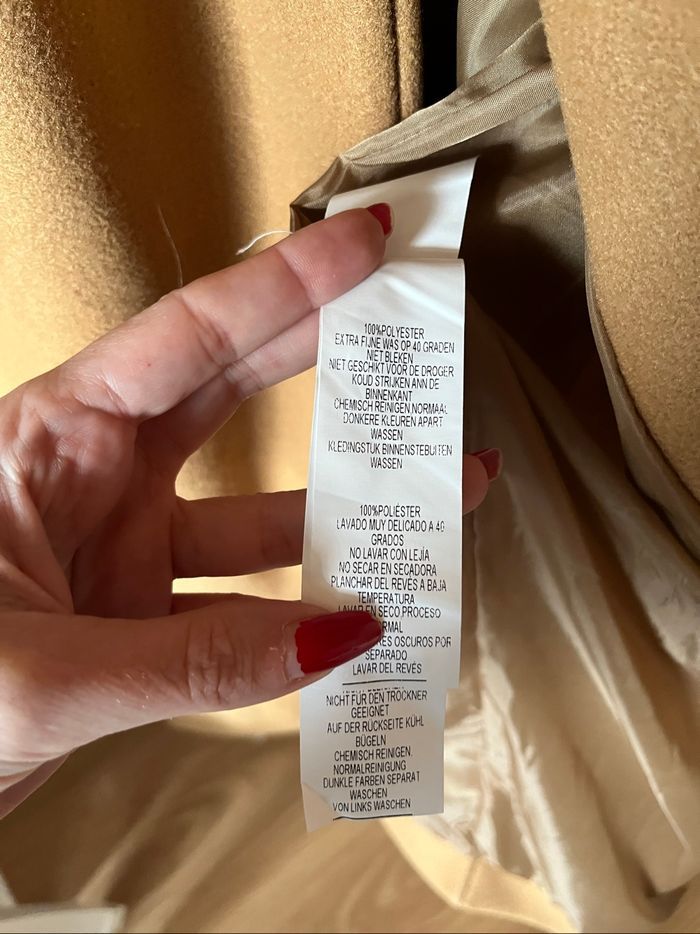 100%POLYESTER
EXTRA FIJNE WAS OP 40 GRADEN
NIET BLEKEN
NIET GESCHIKT VOOR DE DROGER
KOUD STRIJKEN ANN DE
BINNENKANT
CHEMISCH REINIGEN NORMAAL
DONKERE KLEUREN APART
WASSEN
KLEDINGSTUK BINNENSTEBUITEN
WASSEN
100%POLIÉSTER
LAVADO MUY DELICADO A 40
GRADOS
NO LAVAR CON LEJÍA
NO SECAR EN SECADORA
PLANCHAR DEL REVÉS A BAJA
TEMPERATURA
LAVAR EN SECO PROCESO
RMAL
RES OSCUROS POR
SEPARADO
LAVAR DEL REVÉS
NICHT FÜR DEN TROCKNER
GEEIGNET
AUF DER RUCKSEITE KÜHL
BÜGELN
CHEMISCH REINIGEN,
NORMALREINIGUNG
DUNKLE FARBEN SEPARAT
WASCHEN
VON LINKS WASCHEN